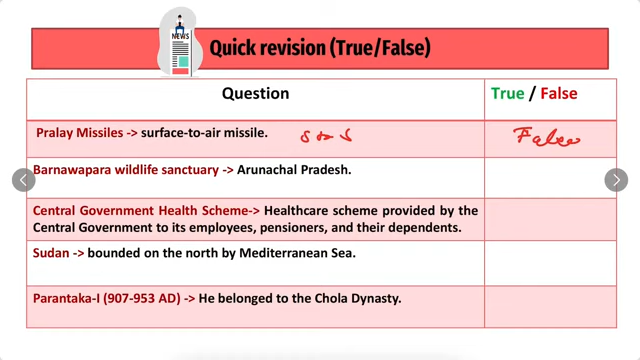 NEWS
Quick revision (True/False)
Question
True / False
Pralay Missiles -> surface-to-air missile.
S to S
False
Barnawapara wildlife sanctuary -> Arunachal Pradesh.
Central Government Health Scheme-> Healthcare scheme provided by the
Central Government to its employees, pensioners, and their dependents.
Sudan -> bounded on the north by Mediterranean Sea.
Parantaka-I (907-953 AD) -> He belonged to the Chola Dynasty.